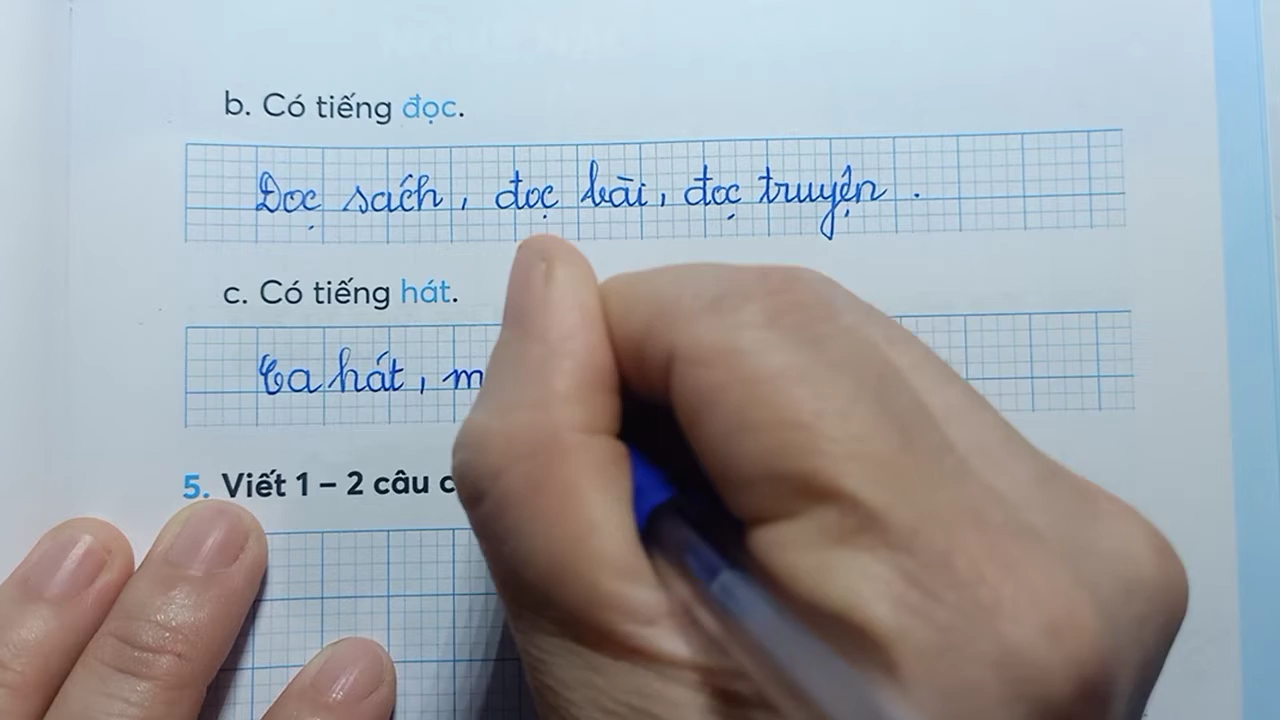 b. Có tiếng đọc.
Đọc sách, đọc bài, đọc truyện.
c. Có tiếng hát.
Ca hát, m
5. Viết 1 – 2 câu c